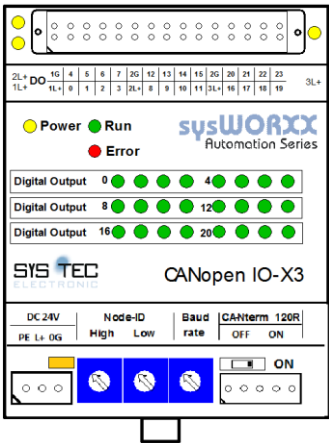 2L+ DO 1G 4 5 6 7 2G 12 13 14 15 2G 20 21 22 23 3L+
1L+ 1L+ 0 1 2 3 2L+ 8 9 10 11 3L+ 16 17 18 19
Power Run sysWORXX
Automation Series
Error
Digital Output 0 4
Digital Output 8 12
Digital Output 16 20
SYS TEC
ELECTRONIC
CANopen IO-X3
DC 24V Node-ID Baud CANterm 120R
PE L+ 0G High Low rate OFF ON
ON